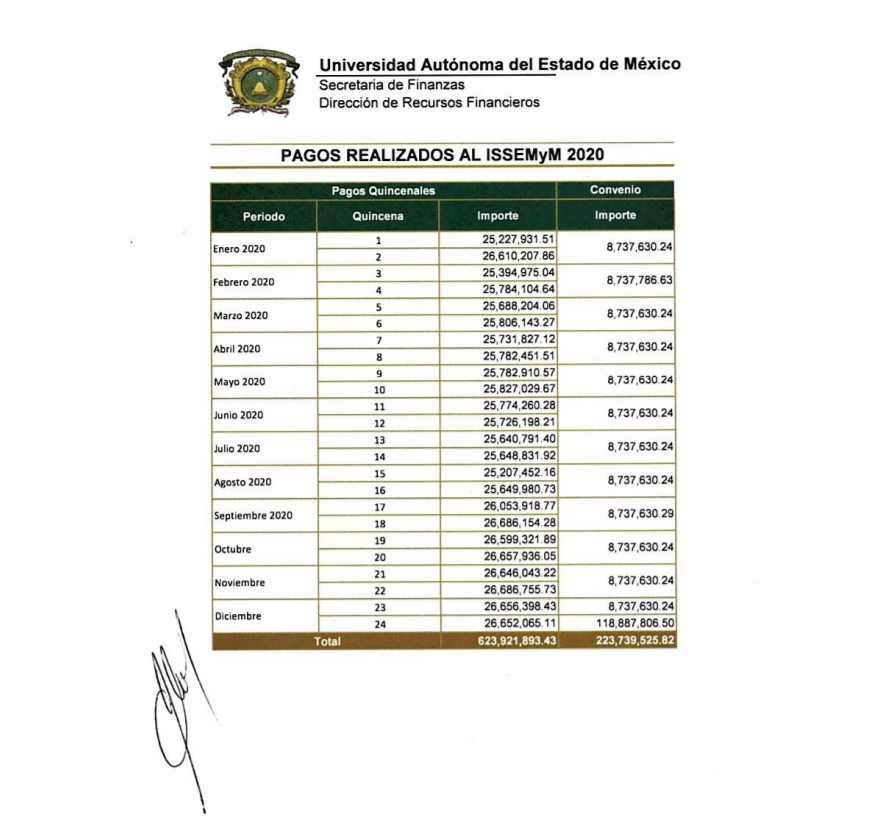 Universidad Autónoma del Estado de México
Secretaria de Finanzas
Dirección de Recursos Financieros
PAGOS REALIZADOS AL ISSEMyM 2020
Pagos Quincenales Convenio
Periodo Quincena Importe Importe
Enero 2020 1 25,227,931.51 8,737,630.24
2 26,610,207.86
Febrero 2020 3 25,394,975.04 8,737,786.63
4 25,784,104.64
Marzo 2020 5 25,688,204.06 8,737,630.24
6 25,806,143.27
Abril 2020 7 25,731,827.12 8,737,630.24
8 25,782,451.51
Mayo 2020 9 25,782,910.57 8,737,630.24
10 25,827,029.67
Junio 2020 11 25,774,260.28 8,737,630.24
12 25,726,198.21
Julio 2020 13 25,640,791.40 8,737,630.24
14 25,648,831.92
Agosto 2020 15 25,207,452.16 8,737,630.24
16 25,649,980.73
Septiembre 2020 17 26,053,918.77 8,737,630.29
18 26,686,154.28
Octubre 19 26,599,321.89 8,737,630.24
20 26,657,936.05
Noviembre 21 26,646,043.22 8,737,630.24
22 26,686,755.73
Diciembre 23 26,656,398.43 8,737,630.24
24 26,652,065.11 118,887,806.50
Total 623,921,893.43 223,739,525.82